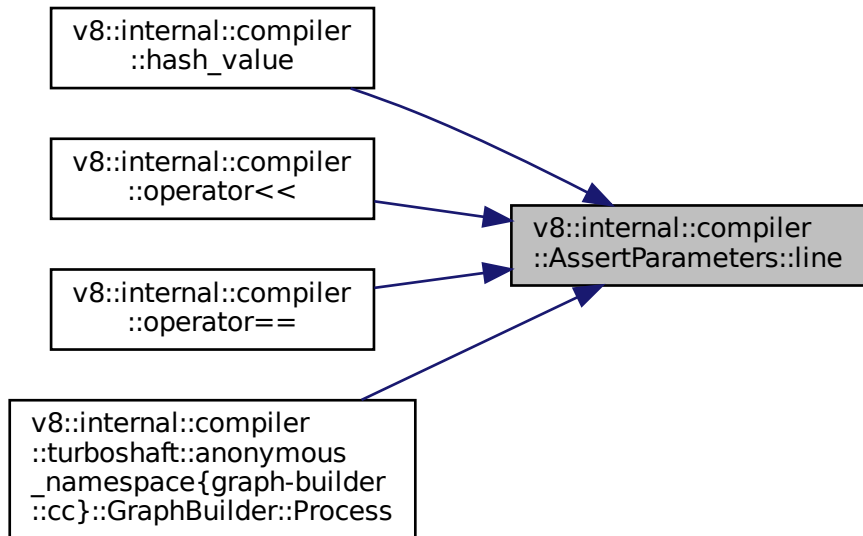 v8::internal::compiler
::hash_value
v8::internal::compiler
::operator<<
v8::internal::compiler
::AssertParameters::line
v8::internal::compiler
::operator==
v8::internal::compiler
::turboshaft::anonymous
_namespace{graph-builder
::cc}::GraphBuilder::Process